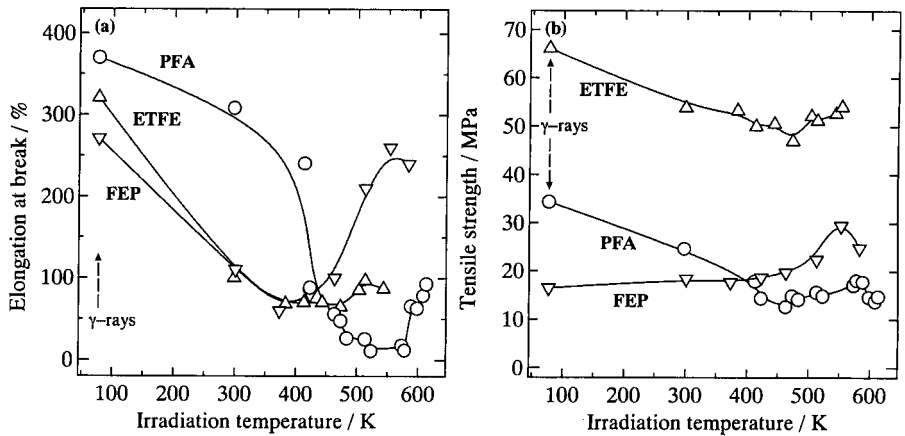 (a)
PFA
ETFE
FEP
γ-rays
400
300
200
100
0
Elongation at break / %
100 200 300 400 500 600
Irradiation temperature / K
(b)
ETFE
γ-rays
PFA
FEP
70
60
50
40
30
20
10
0
Tensile strength / MPa
100 200 300 400 500 600
Irradiation temperature / K